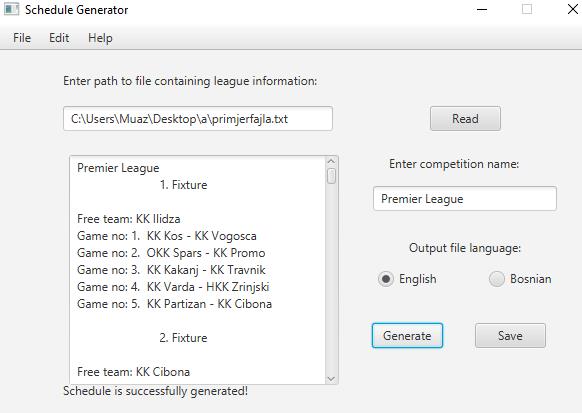 Schedule Generator
File Edit Help
Enter path to file containing league information:
C:\Users\Muaz\Desktop\a\primjerfajla.txt
Read
Premier League
1. Fixture
Free team: KK Ilidza
Game no: 1. KK Kos - KK Vogosca
Game no: 2. OKK Spars - KK Promo
Game no: 3. KK Kakanj - KK Travnik
Game no: 4. KK Varda - HKK Zrinjski
Game no: 5. KK Partizan - KK Cibona
2. Fixture
Free team: KK Cibona
Enter competition name:
Premier League
Output file language:
English Bosnian
Generate Save
Schedule is successfully generated!